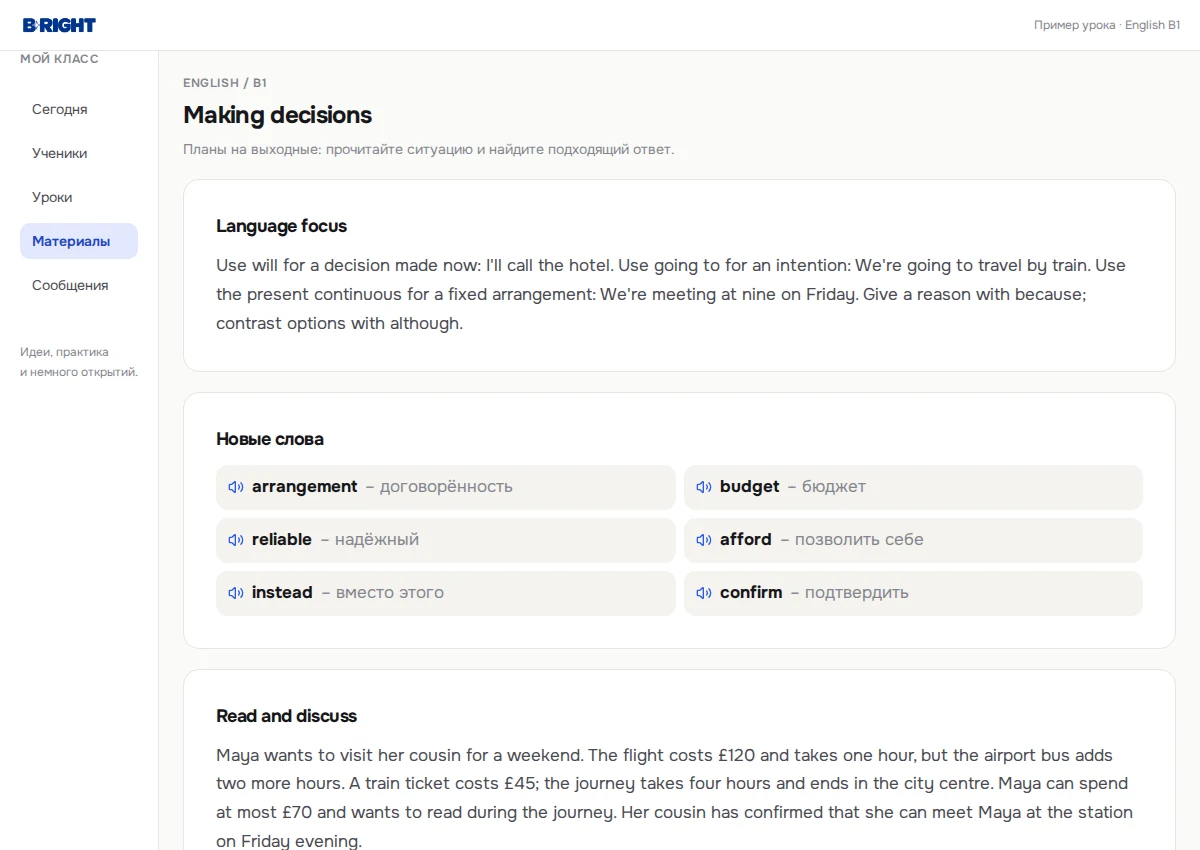 B RIGHT
Пример урока · English B1
МОЙ КЛАСС
Сегодня
Ученики
Уроки
Материалы
Сообщения
Идеи, практика
и немного открытий.
ENGLISH / B1
Making decisions
Планы на выходные: прочитайте ситуацию и найдите подходящий ответ.
Language focus
Use will for a decision made now: I'll call the hotel. Use going to for an intention: We're going to travel by train. Use
the present continuous for a fixed arrangement: We're meeting at nine on Friday. Give a reason with because;
contrast options with although.
Новые слова
arrangement – договорённость
budget – бюджет
reliable – надёжный
afford – позволить себе
instead – вместо этого
confirm – подтвердить
Read and discuss
Maya wants to visit her cousin for a weekend. The flight costs £120 and takes one hour, but the airport bus adds
two more hours. A train ticket costs £45; the journey takes four hours and ends in the city centre. Maya can spend
at most £70 and wants to read during the journey. Her cousin has confirmed that she can meet Maya at the station
on Friday evening.